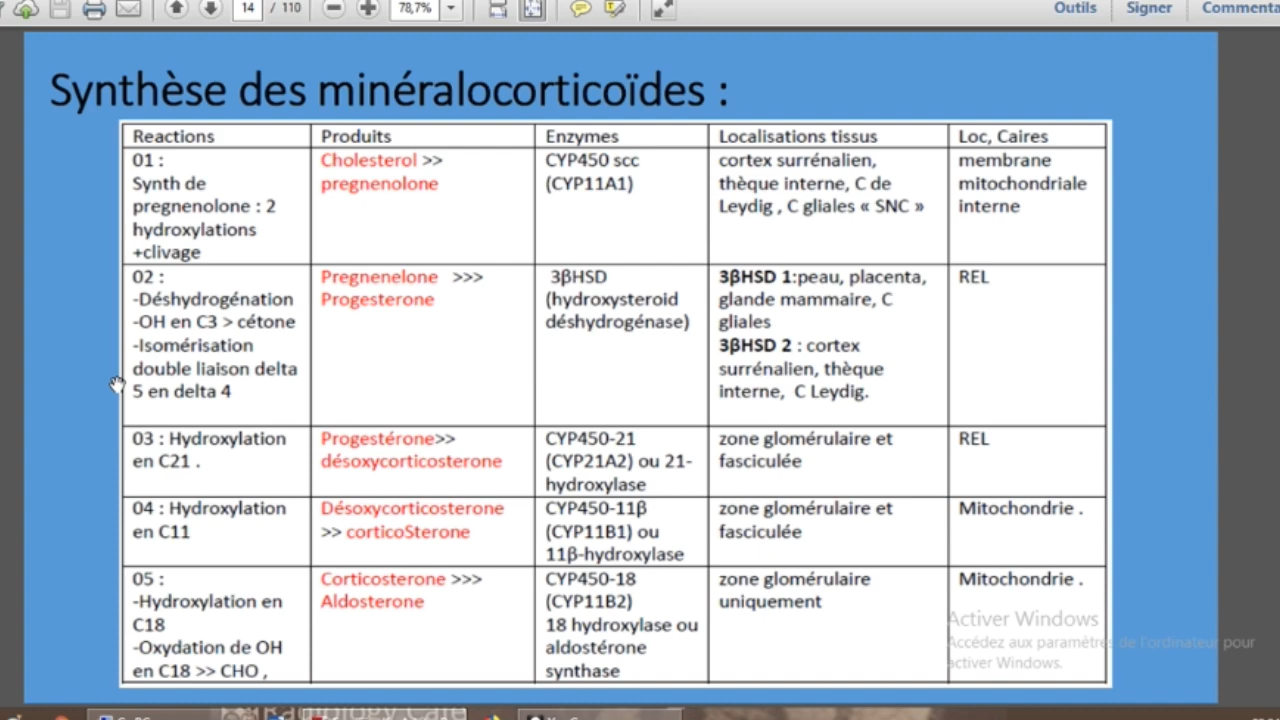 14 / 110
78,7%
Outils
Signer
Commenta
Synthèse des minéralocorticoïdes :
Reactions
Produits
Enzymes
Localisations tissus
Loc, Caires
01 :
Synth de
pregnenolone : 2
hydroxylations
+clivage
Cholesterol >>
pregnenolone
CYP450 scc
(CYP11A1)
cortex surrénalien,
thèque interne, C de
Leydig , C gliales « SNC »
membrane
mitochondriale
interne
02 :
-Déshydrogénation
-OH en C3 > cétone
-Isomérisation
double liaison delta
5 en delta 4
Pregnenelone >>>
Progesterone
3βHSD
(hydroxysteroid
déshydrogénase)
3βHSD 1:peau, placenta,
glande mammaire, C
gliales
3βHSD 2 : cortex
surrénalien, thèque
interne, C Leydig.
REL
03 : Hydroxylation
en C21 .
Progestérone>>
désoxycorticosterone
CYP450-21
(CYP21A2) ou 21-
hydroxylase
zone glomérulaire et
fasciculée
REL
04 : Hydroxylation
en C11
Désoxycorticosterone
>> corticoSterone
CYP450-11β
(CYP11B1) ou
11β-hydroxylase
zone glomérulaire et
fasciculée
Mitochondrie .
05 :
-Hydroxylation en
C18
-Oxydation de OH
en C18 >> CHO ,
Corticosterone >>>
Aldosterone
CYP450-18
(CYP11B2)
18 hydroxylase ou
aldostérone
synthase
zone glomérulaire
uniquement
Mitochondrie .
Activer Windows
Accédez aux paramètres de l'ordinateur pour
activer Windows.